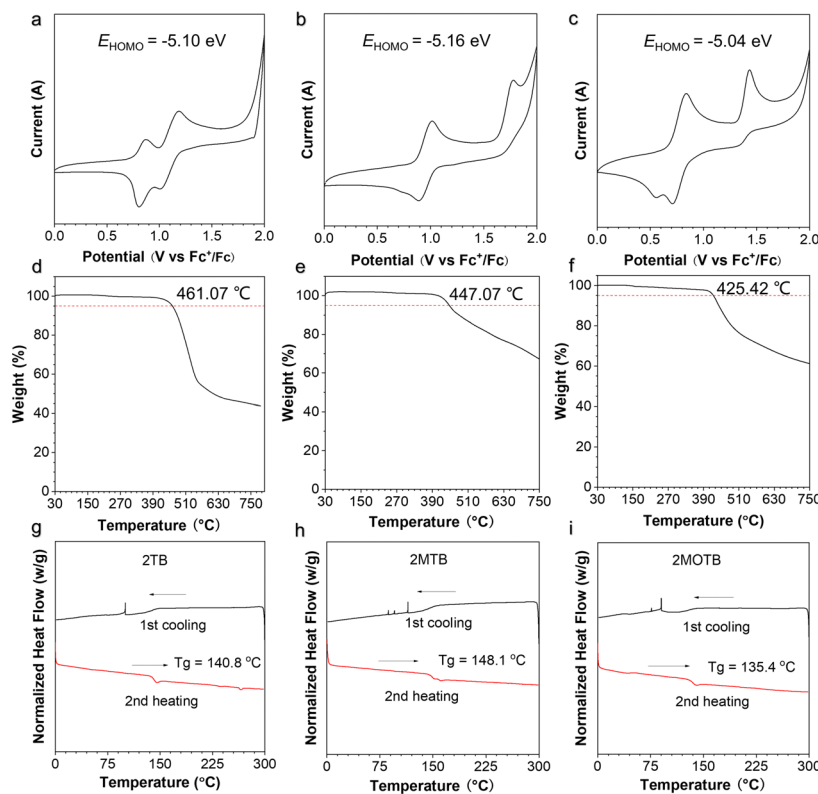 a
E_HOMO = -5.10 eV
Current (A)
0.0 0.5 1.0 1.5 2.0
Potential (V vs Fc⁺/Fc)
b
E_HOMO = -5.16 eV
Current (A)
0.0 0.5 1.0 1.5 2.0
Potential (V vs Fc⁺/Fc)
c
E_HOMO = -5.04 eV
Current (A)
0.0 0.5 1.0 1.5 2.0
Potential (V vs Fc⁺/Fc)
d
461.07 ℃
Weight (%)
100
80
60
40
20
0
30 150 270 390 510 630 750
Temperature (°C)
e
447.07 ℃
Weight (%)
100
80
60
40
20
0
30 150 270 390 510 630 750
Temperature (°C)
f
425.42 ℃
Weight (%)
100
80
60
40
20
0
30 150 270 390 510 630 750
Temperature (°C)
g
2TB
Normalized Heat Flow (w/g)
1st cooling
Tg = 140.8 °C
2nd heating
0 75 150 225 300
Temperature (°C)
h
2MTB
Normalized Heat Flow (w/g)
1st cooling
Tg = 148.1 °C
2nd heating
0 75 150 225 300
Temperature (°C)
i
2MOTB
Normalized Heat Flow (w/g)
1st cooling
Tg = 135.4 °C
2nd heating
0 75 150 225 300
Temperature (°C)